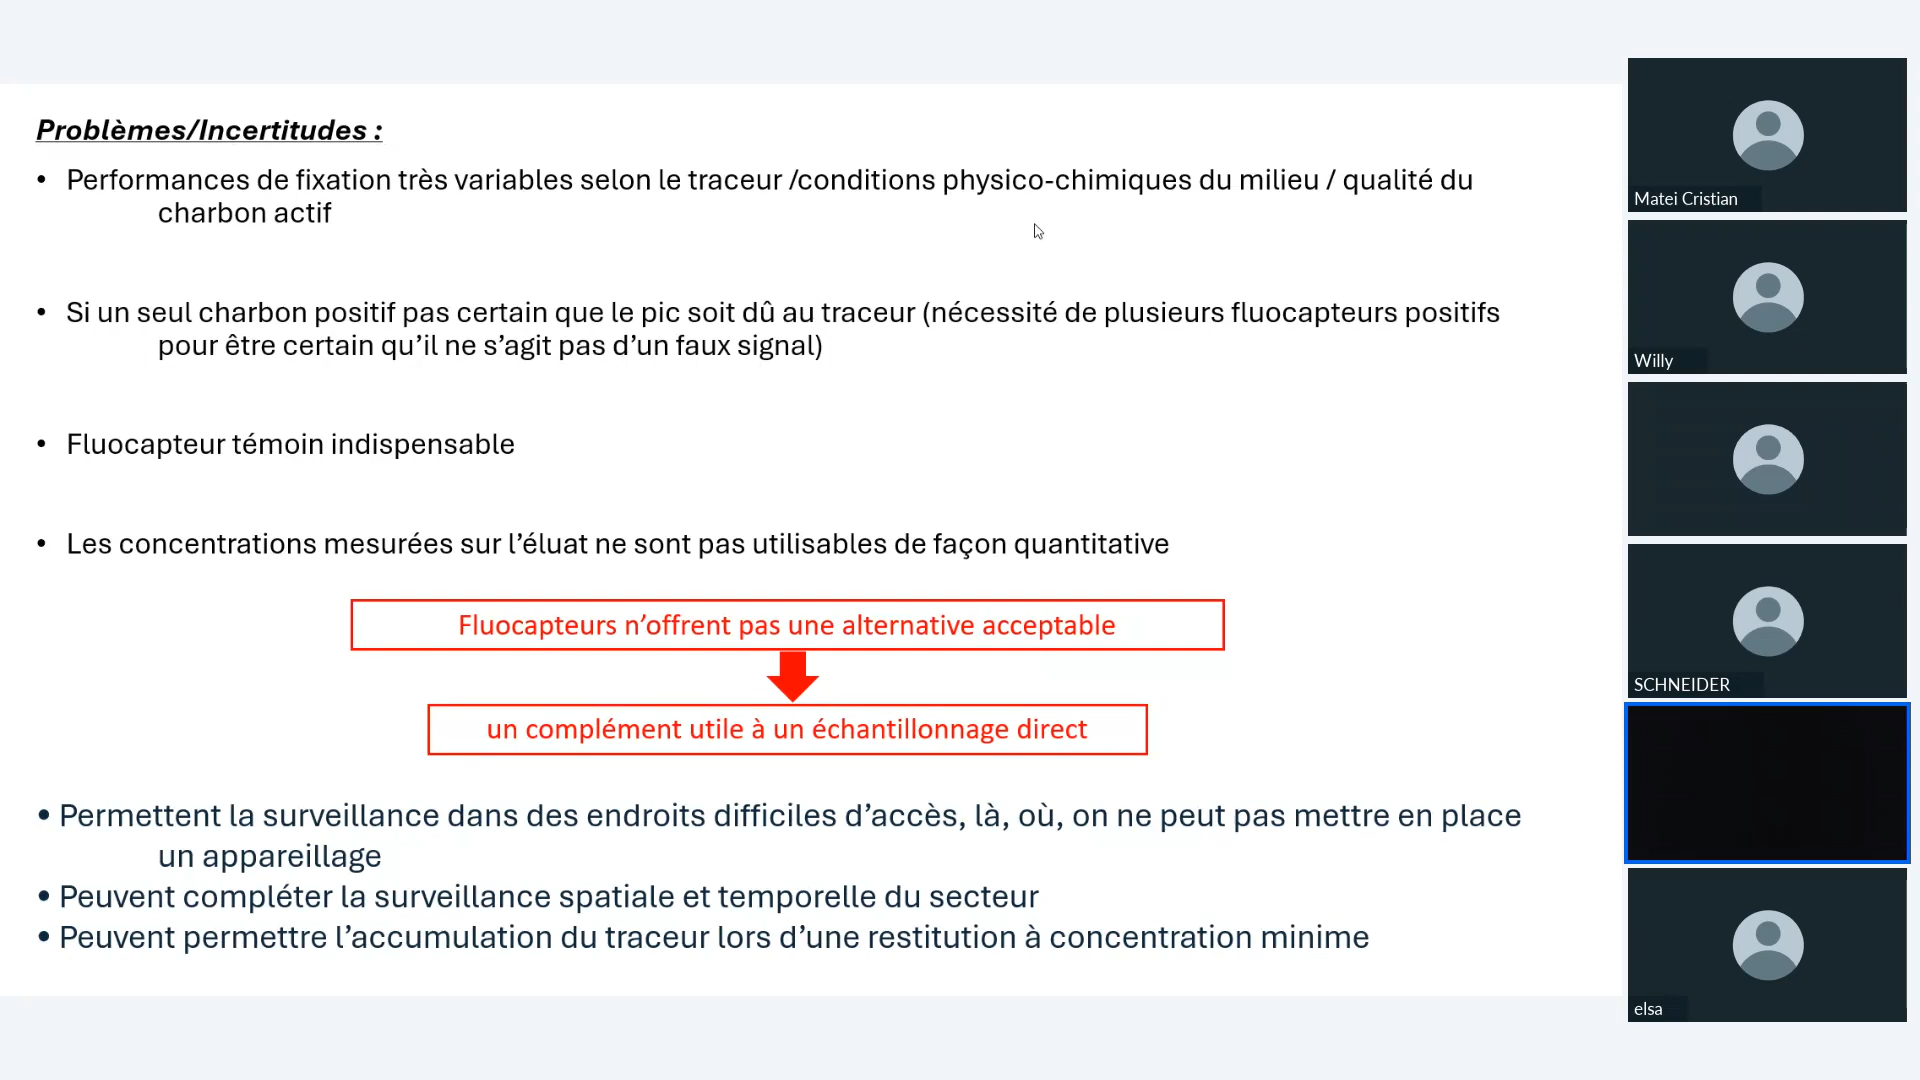 Problèmes/Incertitudes :
• Performances de fixation très variables selon le traceur /conditions physico-chimiques du milieu / qualité du
charbon actif
• Si un seul charbon positif pas certain que le pic soit dû au traceur (nécessité de plusieurs fluocapteurs positifs
pour être certain qu’il ne s’agit pas d’un faux signal)
• Fluocapteur témoin indispensable
• Les concentrations mesurées sur l’éluat ne sont pas utilisables de façon quantitative
Fluocapteurs n’offrent pas une alternative acceptable
un complément utile à un échantillonnage direct
• Permettent la surveillance dans des endroits difficiles d’accès, là, où, on ne peut pas mettre en place
un appareillage
• Peuvent compléter la surveillance spatiale et temporelle du secteur
• Peuvent permettre l’accumulation du traceur lors d’une restitution à concentration minime
Matei Cristian
Willy
SCHNEIDER
elsa